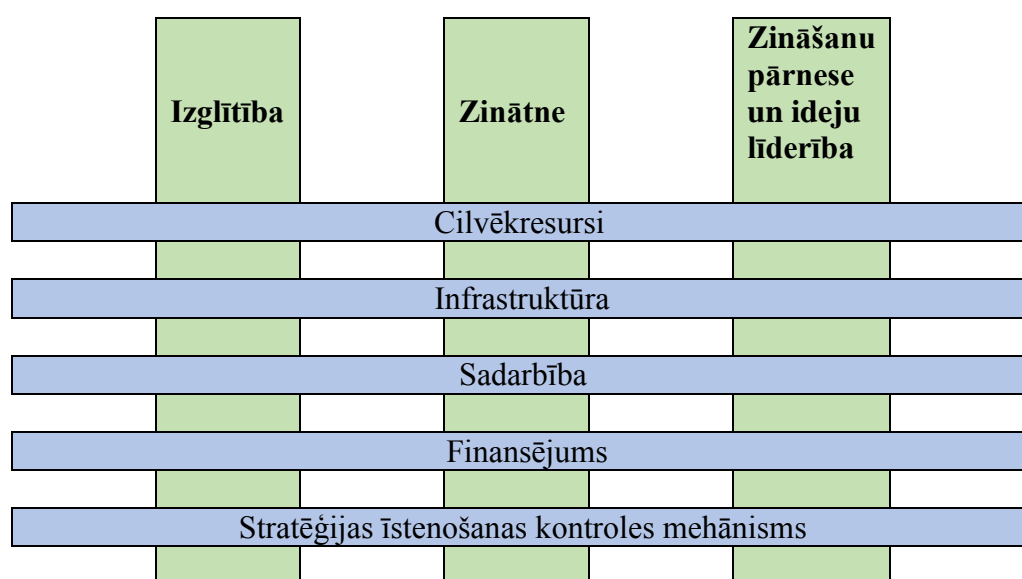 Izglītība
Zinātne
Zināšanu
pārnese
un ideju
līderība
Cilvēkresursi
Infrastruktūra
Sadarbība
Finansējums
Stratēģijas īstenošanas kontroles mehānisms